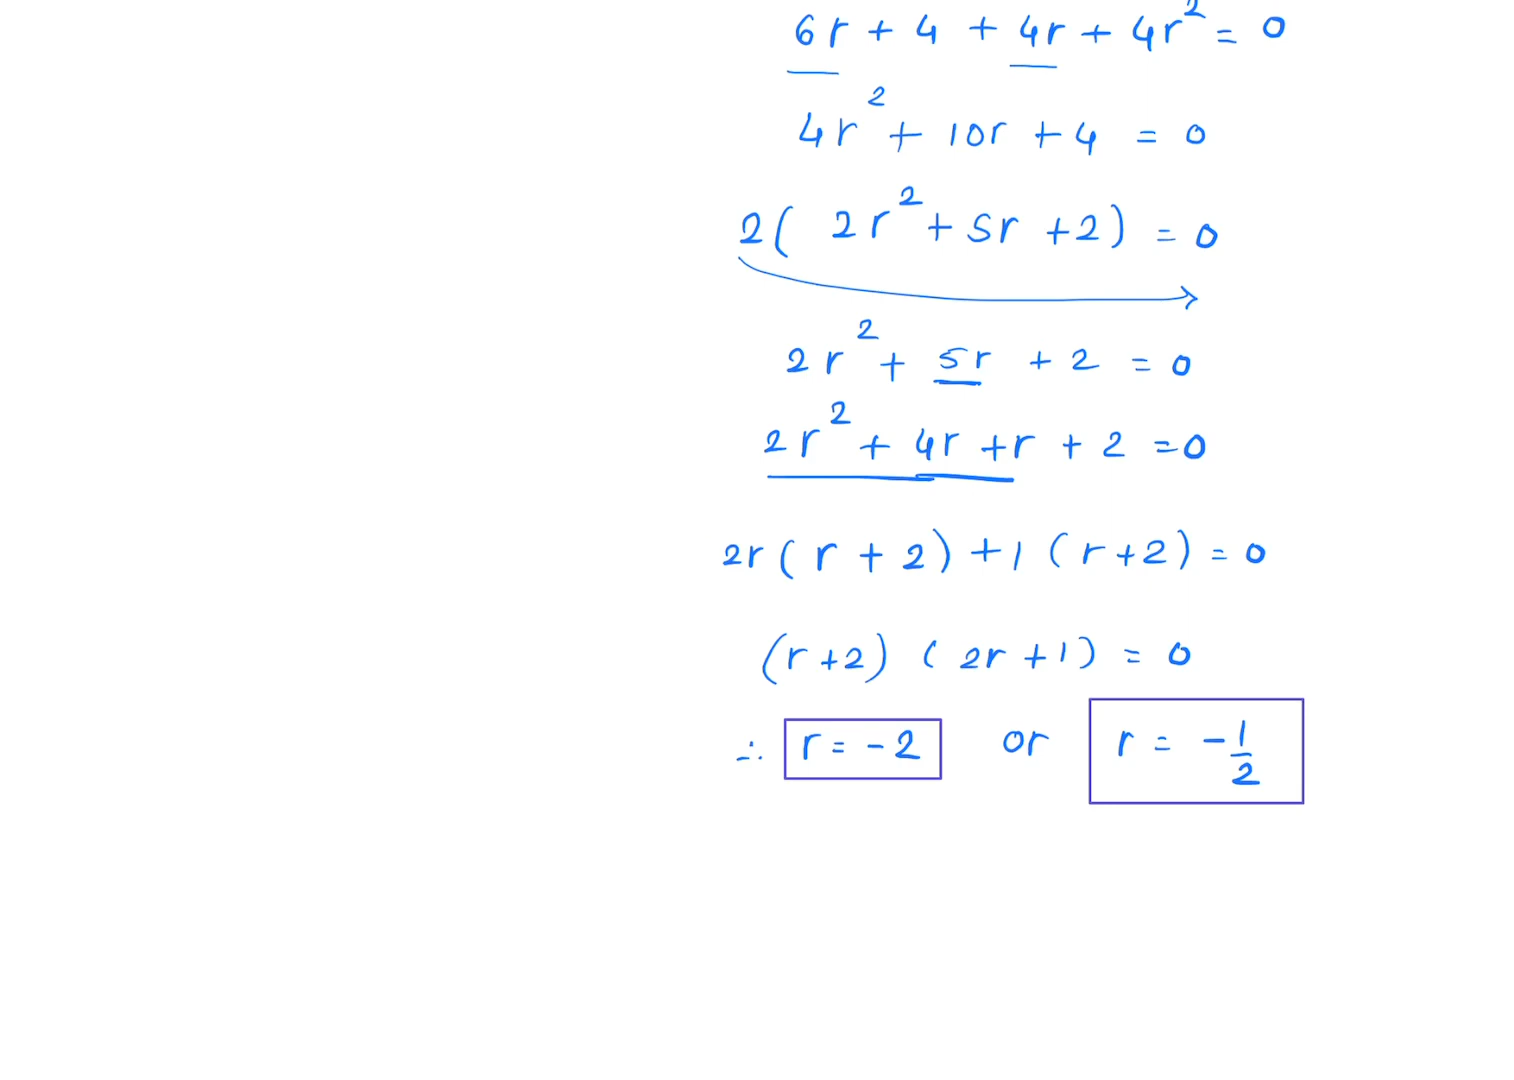 6r + 4 + 4r + 4r² = 0
4r² + 10r + 4 = 0
2( 2r² + 5r + 2) = 0
2r² + 5r + 2 = 0
2r² + 4r + r + 2 = 0
2r( r + 2) + 1 (r+2) = 0
(r+2) ( 2r + 1) = 0
∴ r = -2 or r = -1/2